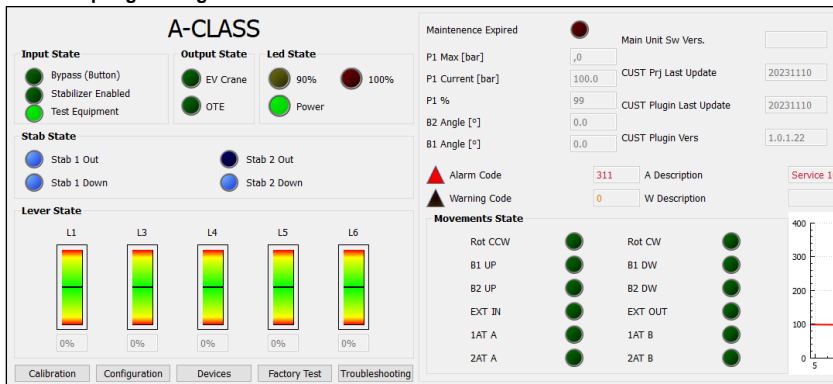 A-CLASS
Input State
Bypass (Button)
Stabilizer Enabled
Test Equipment
Output State
EV Crane
OTE
Led State
90%
100%
Power
Stab State
Stab 1 Out
Stab 2 Out
Stab 1 Down
Stab 2 Down
Lever State
L1 L3 L4 L5 L6
0% 0% 0% 0% 0%
Calibration Configuration Devices Factory Test Troubleshooting
Maintenence Expired
P1 Max [bar] ,0
P1 Current [bar] 100.0
P1 % 99
B2 Angle [º] 0.0
B1 Angle [º] 0.0
Main Unit Sw Vers.
CUST Prj Last Update 20231110
CUST Plugin Last Update 20231110
CUST Plugin Vers 1.0.1.22
Alarm Code 311 A Description Service 1
Warning Code 0 W Description
Movements State
Rot CCW Rot CW
B1 UP B1 DW
B2 UP B2 DW
EXT IN EXT OUT
1AT A 1AT B
2AT A 2AT B
400
300
200
100
0
5